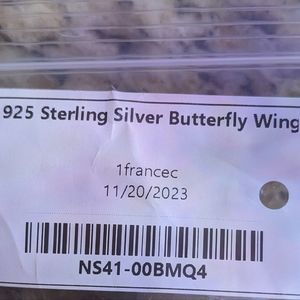 925 Sterling Silver Butterfly Wing
1francec
11/20/2023
NS41-00BMQ4